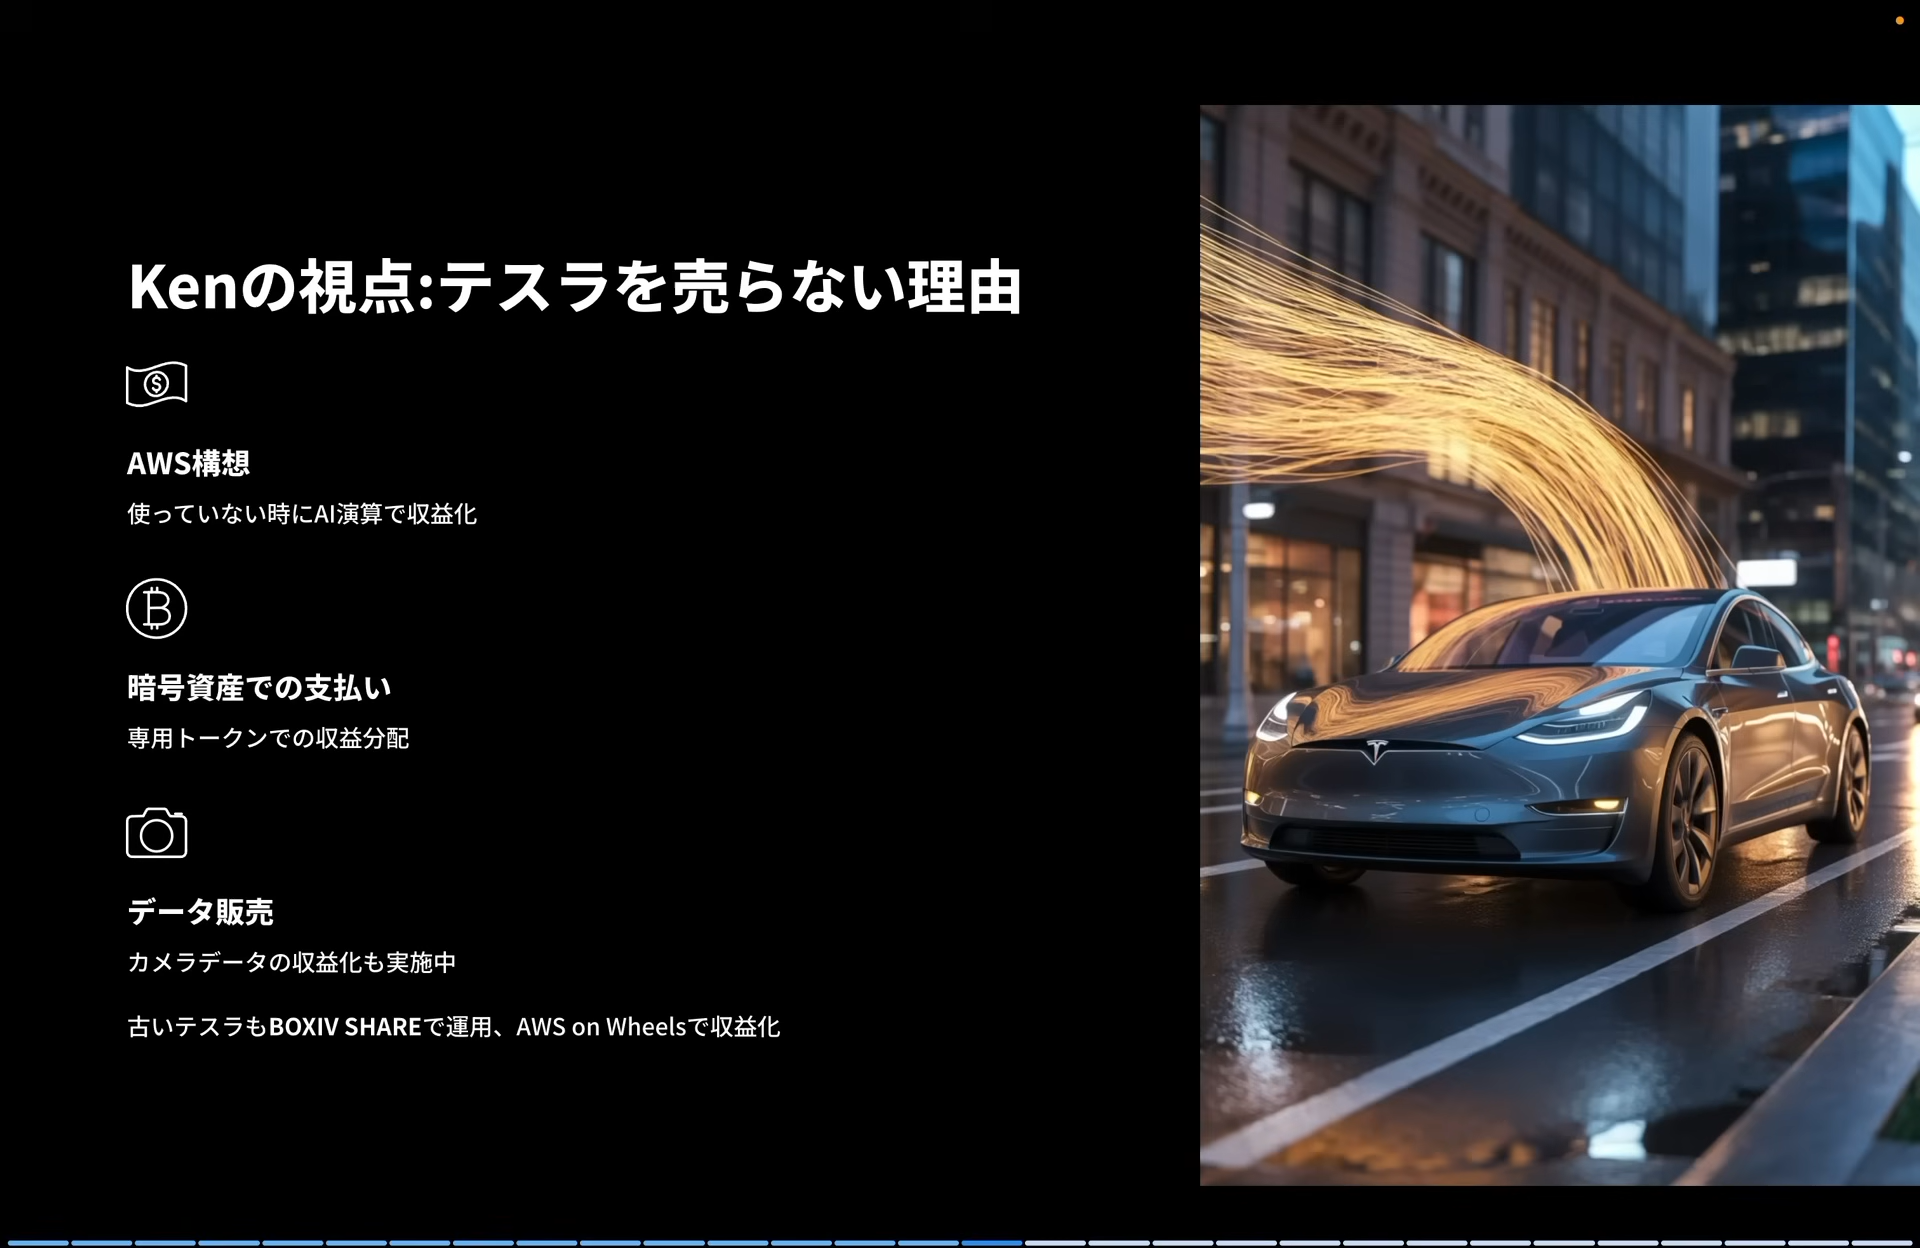 Kenの視点:テスラを売らない理由
AWS構想
使っていない時にAI演算で収益化
暗号資産での支払い
専用トークンでの収益分配
データ販売
カメラデータの収益化も実施中
古いテスラもBOXIV SHAREで運用、AWS on Wheelsで収益化